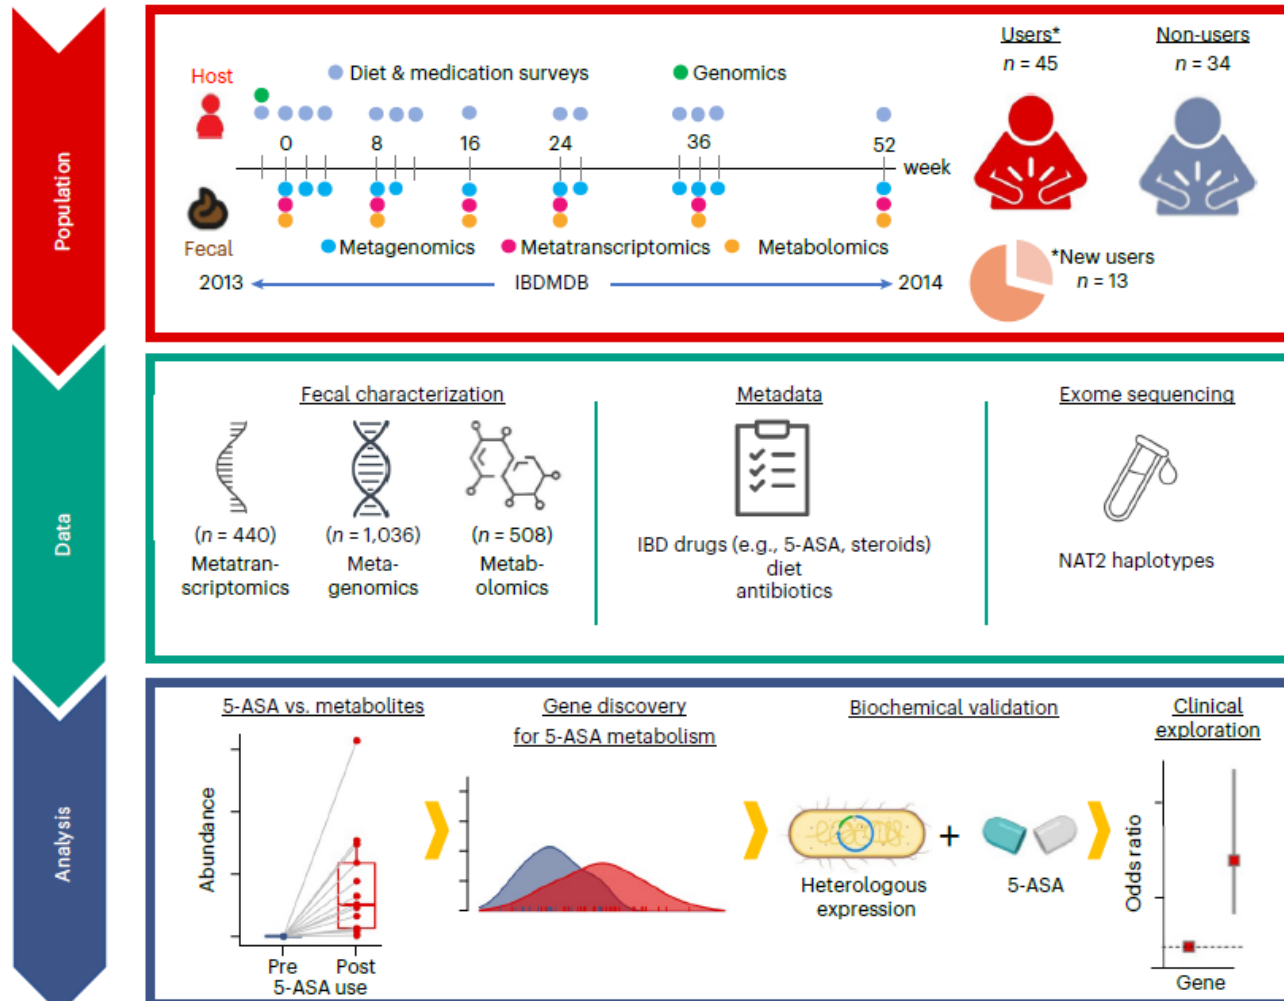 Population
Host
Diet & medication surveys
Genomics
0 8 16 24 36 52
week
Fecal
Metagenomics
Metatranscriptomics
Metabolomics
2013
IBDMDB
2014
Users*
n = 45
Non-users
n = 34
*New users
n = 13
Data
Fecal characterization
(n = 440)
Metatran-
scriptomics
(n = 1,036)
Meta-
genomics
(n = 508)
Metab-
olomics
Metadata
IBD drugs (e.g., 5-ASA, steroids)
diet
antibiotics
Exome sequencing
NAT2 haplotypes
Analysis
5-ASA vs. metabolites
Abundance
Pre Post
5-ASA use
Gene discovery
for 5-ASA metabolism
Biochemical validation
Heterologous
expression
+
5-ASA
Clinical
exploration
Odds ratio
Gene